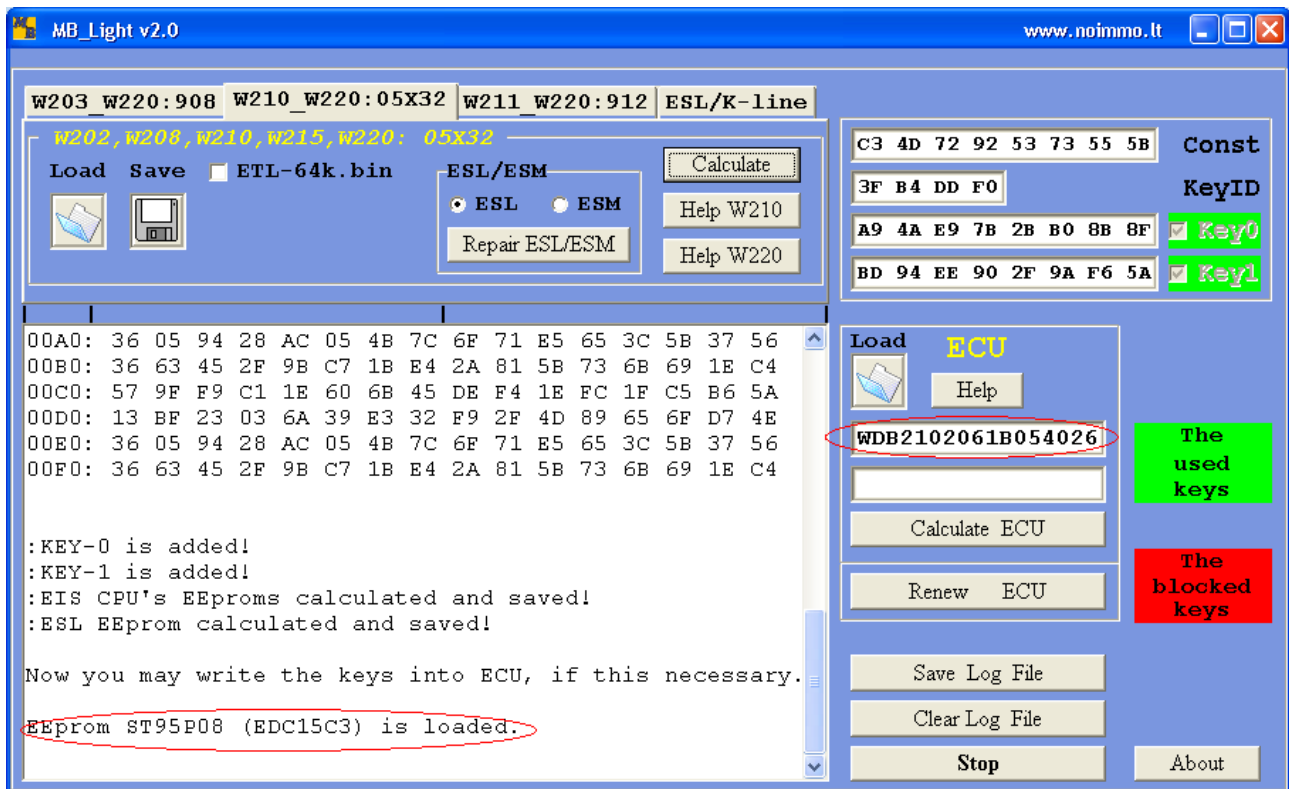 MB_Light v2.0 www.noimmo.lt
W203_W220:908 W210_W220:05X32 W211_W220:912 ESL/K-line
W202,W208,W210,W215,W220: 05X32
Load Save ETL-64k.bin
ESL/ESM
ESL ESM
Repair ESL/ESM
Calculate
Help W210
Help W220
C3 4D 72 92 53 73 55 5B Const
3F B4 DD F0 KeyID
A9 4A E9 7B 2B B0 8B 8F Key0
BD 94 EE 90 2F 9A F6 5A Key1
00A0: 36 05 94 28 AC 05 4B 7C 6F 71 E5 65 3C 5B 37 56
00B0: 36 63 45 2F 9B C7 1B E4 2A 81 5B 73 6B 69 1E C4
00C0: 57 9F F9 C1 1E 60 6B 45 DE F4 1E FC 1F C5 B6 5A
00D0: 13 BF 23 03 6A 39 E3 32 F9 2F 4D 89 65 6F D7 4E
00E0: 36 05 94 28 AC 05 4B 7C 6F 71 E5 65 3C 5B 37 56
00F0: 36 63 45 2F 9B C7 1B E4 2A 81 5B 73 6B 69 1E C4
:KEY-0 is added!
:KEY-1 is added!
:EIS CPU's EEproms calculated and saved!
:ESL EEprom calculated and saved!
Now you may write the keys into ECU, if this necessary.
EEprom ST95P08 (EDC15C3) is loaded.
Load ECU
Help
WDB2102061B054026
Calculate ECU
Renew ECU
The
used
keys
The
blocked
keys
Save Log File
Clear Log File
Stop
About